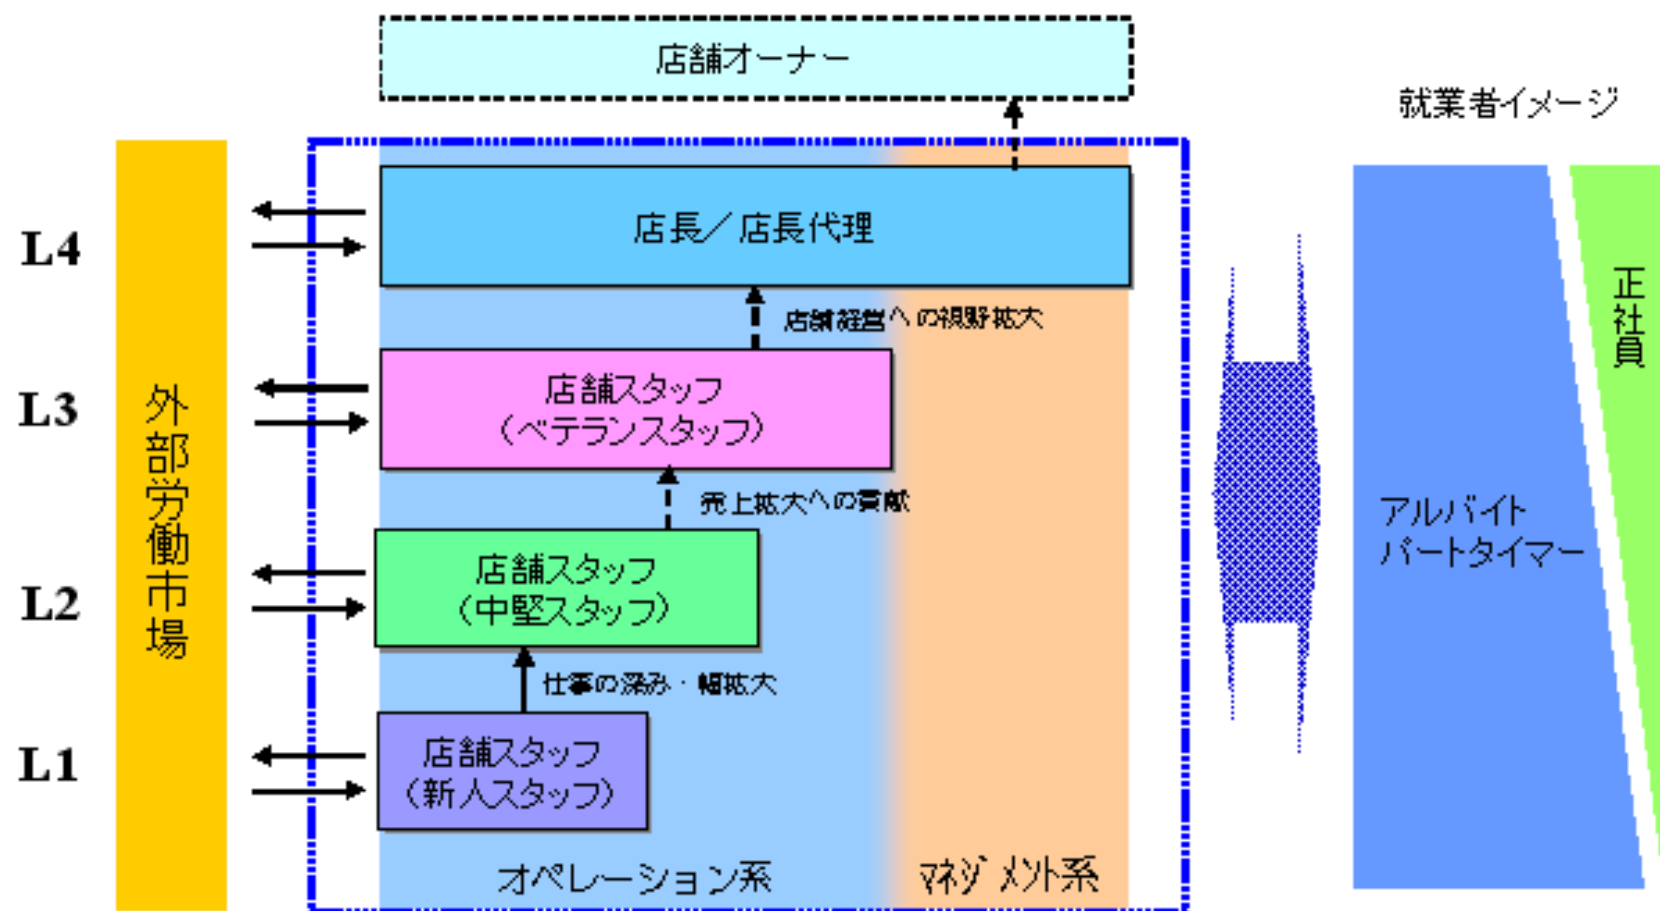 店舗オーナー
就業者イメージ
L4
店長／店長代理
店舗経営への視野拡大
正社員
L3
店舗スタッフ
（ベテランスタッフ）
外部労働市場
売上拡大への貢献
アルバイト
パートタイマー
L2
店舗スタッフ
（中堅スタッフ）
仕事の深み・幅拡大
L1
店舗スタッフ
（新人スタッフ）
オペレーション系
マネジメント系